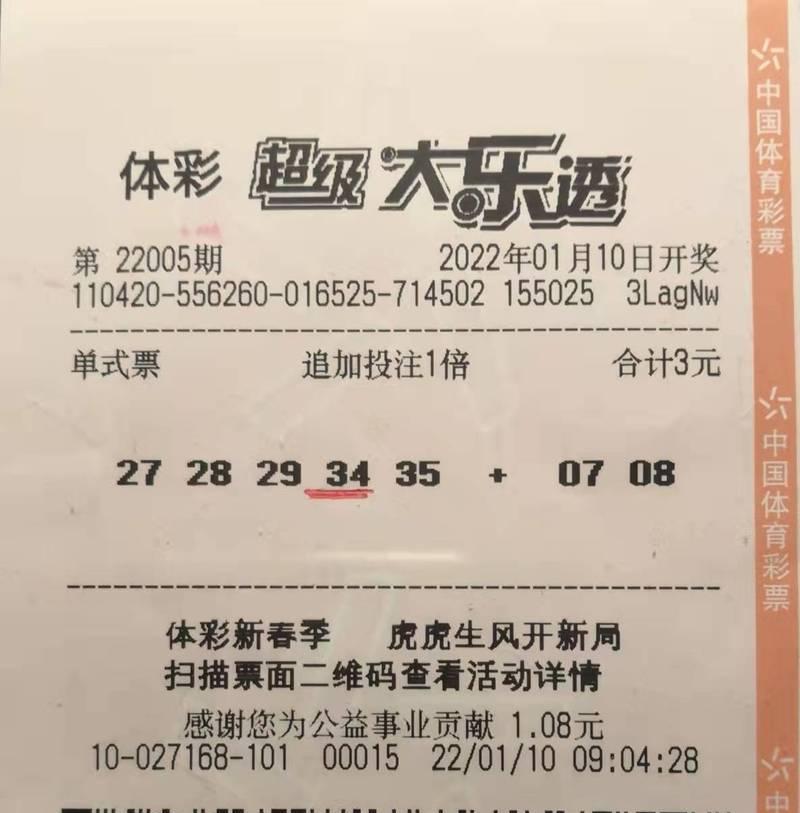 体彩 超级大乐透
第 22005期 2022年01月10日开奖
110420-556260-016525-714502 155025 3LagNw
单式票 追加投注1倍 合计3元
27 28 29 34 35 + 07 08
体彩新春季 虎虎生风开新局
扫描票面二维码查看活动详情
感谢您为公益事业贡献 1.08元
10-027168-101 00015 22/01/10 09:04:28
中国体育彩票
中国体育彩票
中